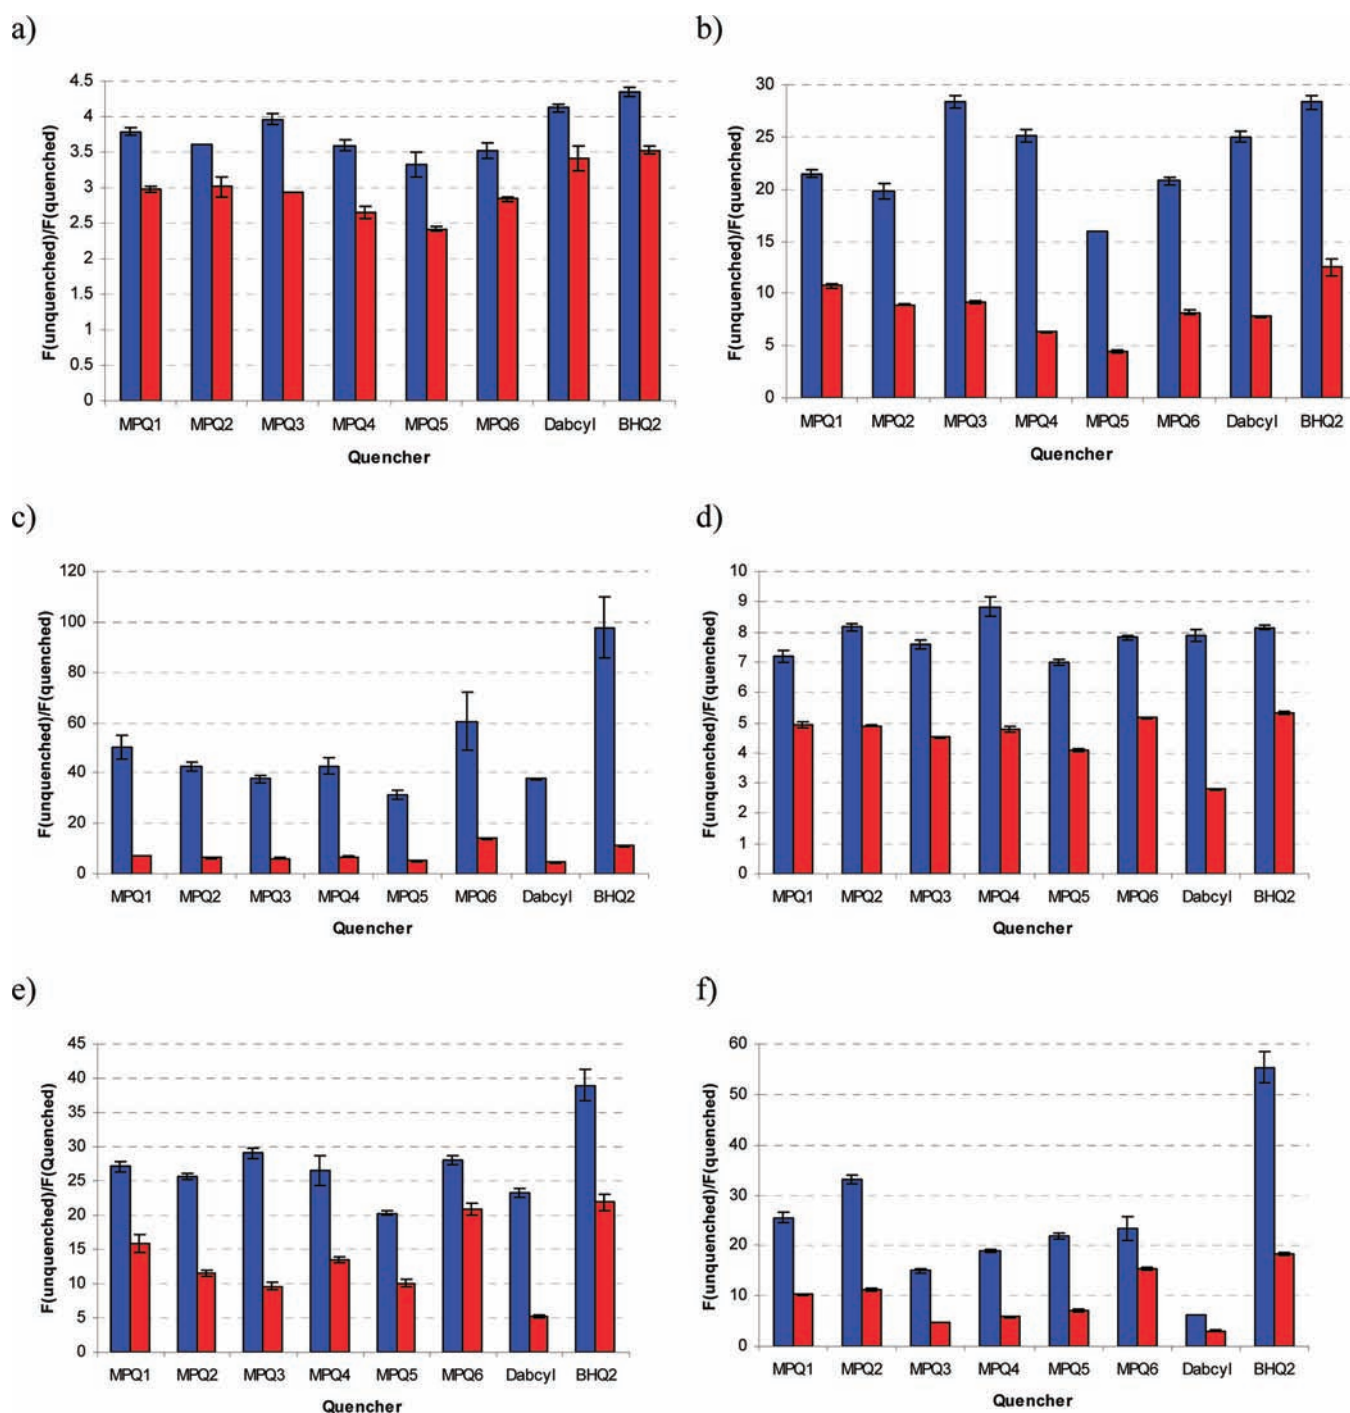 a)
F(unquenched)/F(quenched)
4.5
4
3.5
3
2.5
2
1.5
1
0.5
0
MPQ1 MPQ2 MPQ3 MPQ4 MPQ5 MPQ6 Dabcyl BHQ2
Quencher
b)
F(unquenched)/F(quenched)
30
25
20
15
10
5
0
MPQ1 MPQ2 MPQ3 MPQ4 MPQ5 MPQ6 Dabcyl BHQ2
Quencher
c)
F(unquenched)/F(quenched)
120
100
80
60
40
20
0
MPQ1 MPQ2 MPQ3 MPQ4 MPQ5 MPQ6 Dabcyl BHQ2
Quencher
d)
F(unquenched)/F(quenched)
10
9
8
7
6
5
4
3
2
1
0
MPQ1 MPQ2 MPQ3 MPQ4 MPQ5 MPQ6 Dabcyl BHQ2
Quencher
e)
F(unquenched)/F(Quenched)
45
40
35
30
25
20
15
10
5
0
MPQ1 MPQ2 MPQ3 MPQ4 MPQ5 MPQ6 Dabcyl BHQ2
Quencher
f)
F(unquenched)/F(quenched)
60
50
40
30
20
10
0
MPQ1 MPQ2 MPQ3 MPQ4 MPQ5 MPQ6 Dabcyl BHQ2
Quencher